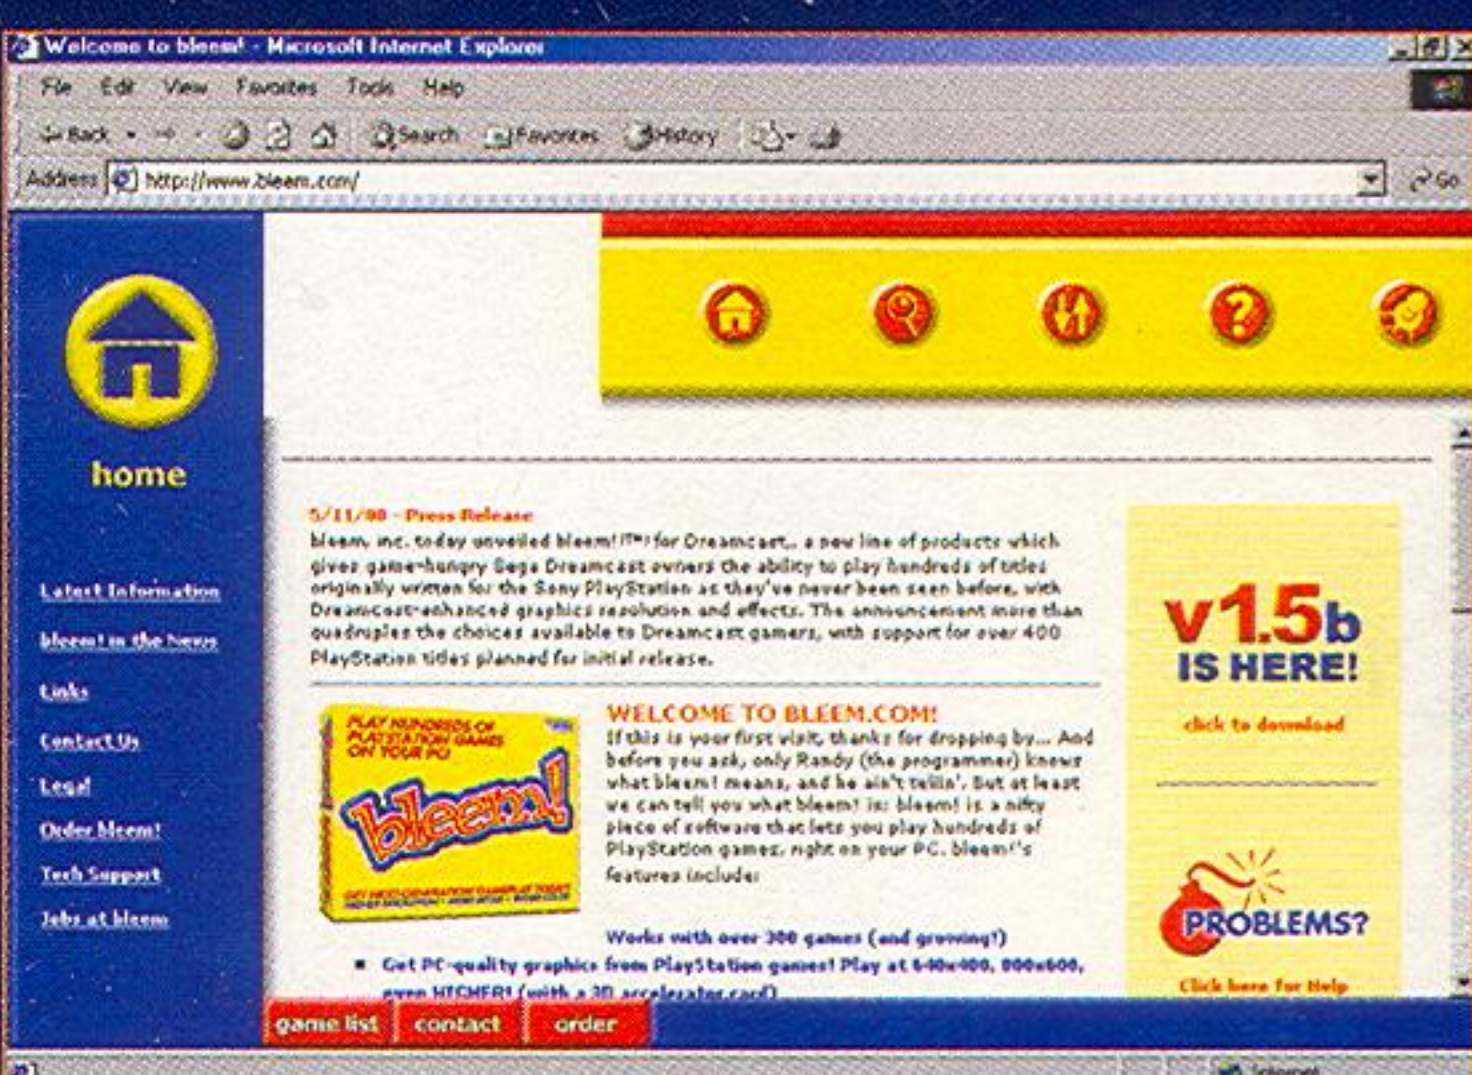 Welcome to bleem! - Microsoft Internet Explorer
File Edit View Favorites Tools Help
Back Search Favorites History
Address http://www.bleem.com/ Go
home
Latest Information
bleem! in the News
Links
Contact Us
Legal
Order bleem!
Tech Support
Jobs at bleem
Press Release
bleem, inc. today unveiled bleem!(™) for Dreamcast., a new line of products which
gives game-hungry Sega Dreamcast owners the ability to play hundreds of titles
originally written for the Sony PlayStation as they've never been seen before, with
Dreamcast-enhanced graphics resolution and effects. The announcement more than
quadruples the choices available to Dreamcast gamers, with support for over 400
PlayStation titles planned for initial release.
PLAY HUNDREDS OF
PLAYSTATION GAMES
ON YOUR PC!
bleem!
WELCOME TO BLEEM.COM!
If this is your first visit, thanks for dropping by... And
before you ask, only Randy (the programmer) knows
what bleem! means, and he ain't tellin'. But at least
we can tell you what bleem! is: bleem! is a nifty
piece of software that lets you play hundreds of
PlayStation games, right on your PC. bleem!'s
features include:
Works with over 300 games (and growing!)
▪ Get PC-quality graphics from PlayStation games! Play at 800x600,
even HIGHER! (with a 3D accelerator card)
v1.5b
IS HERE!
click to download
PROBLEMS?
Click here for Help
game list contact order
Internet